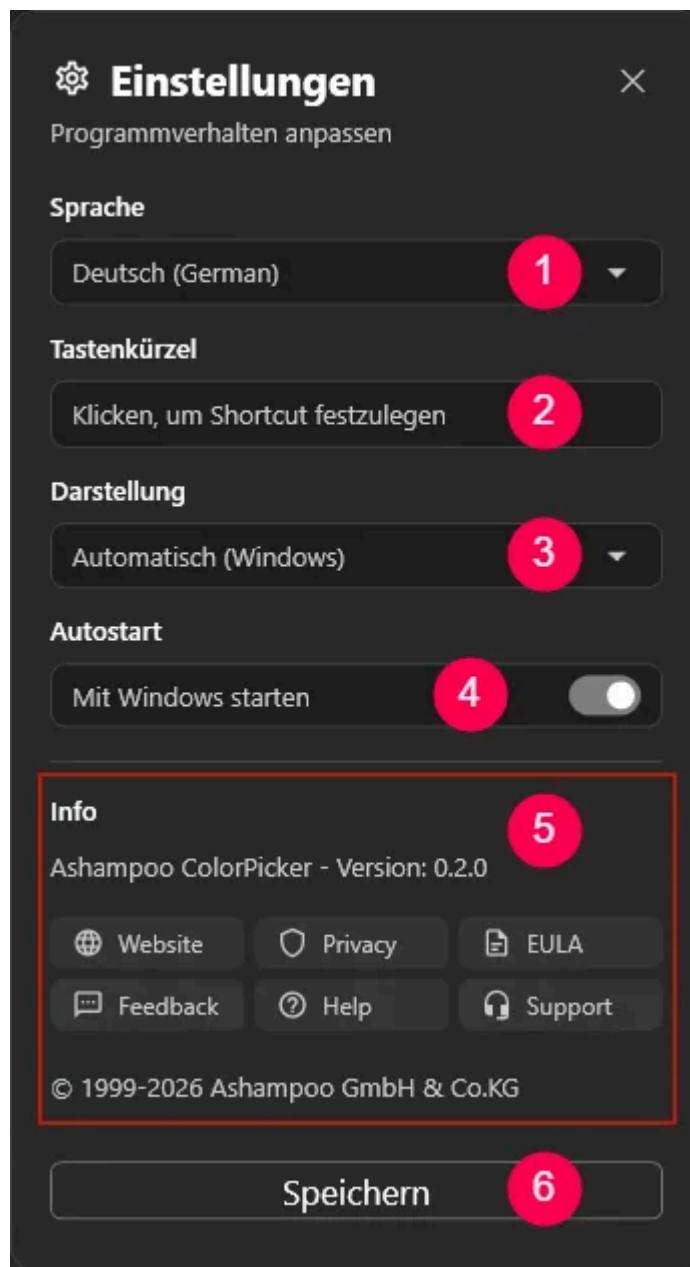 Einstellungen
Programmverhalten anpassen
Sprache
Deutsch (German) 1
Tastenkürzel
Klicken, um Shortcut festzulegen 2
Darstellung
Automatisch (Windows) 3
Autostart
Mit Windows starten 4
Info 5
Ashampoo ColorPicker - Version: 0.2.0
Website Privacy EULA
Feedback Help Support
© 1999-2026 Ashampoo GmbH & Co.KG
Speichern 6